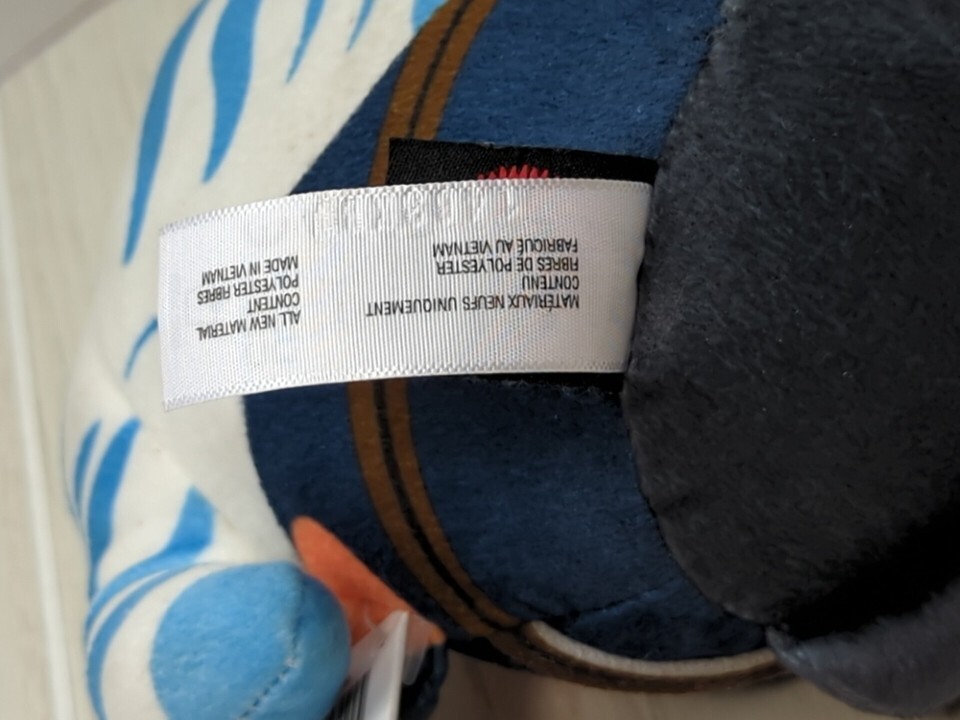 ALL NEW MATERIAL
CONTENT
POLYESTER FIBRES
MADE IN VIETNAM
MATÉRIAUX NEUFS UNIQUEMENT
CONTENU
FIBRES DE POLYESTER
FABRIQUÉ AU VIETNAM